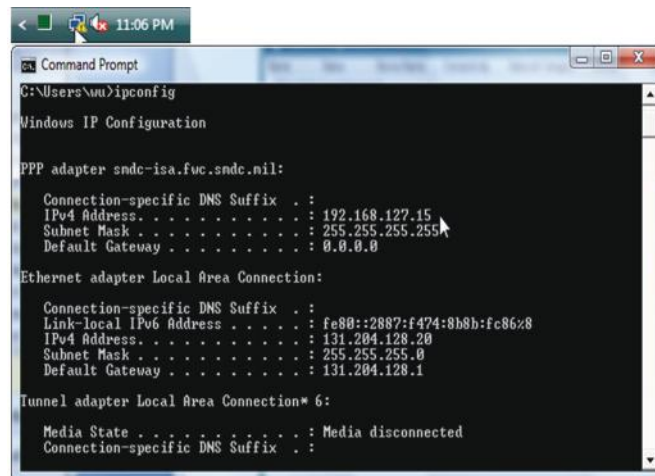 < 11:06 PM
Command Prompt
C:\Users\wu>ipconfig
Windows IP Configuration
PPP adapter smdc-isa.fwc.smdc.mil:
Connection-specific DNS Suffix . :
IPv4 Address. . . . . . . . . . . : 192.168.127.15
Subnet Mask . . . . . . . . . . . : 255.255.255.255
Default Gateway . . . . . . . . . : 0.0.0.0
Ethernet adapter Local Area Connection:
Connection-specific DNS Suffix . :
Link-local IPv6 Address . . . . . : fe80::2887:f474:8b8b:fc86%8
IPv4 Address. . . . . . . . . . . : 131.204.128.20
Subnet Mask . . . . . . . . . . . : 255.255.255.0
Default Gateway . . . . . . . . . : 131.204.128.1
Tunnel adapter Local Area Connection* 6:
Media State . . . . . . . . . . . : Media disconnected
Connection-specific DNS Suffix . :